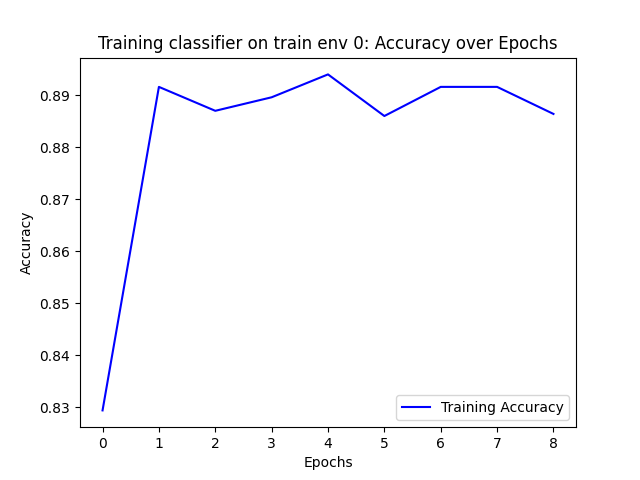 Training classifier on train env 0: Accuracy over Epochs
0.89
0.88
0.87
0.86
0.85
0.84
0.83
Accuracy
Training Accuracy
0 1 2 3 4 5 6 7 8
Epochs